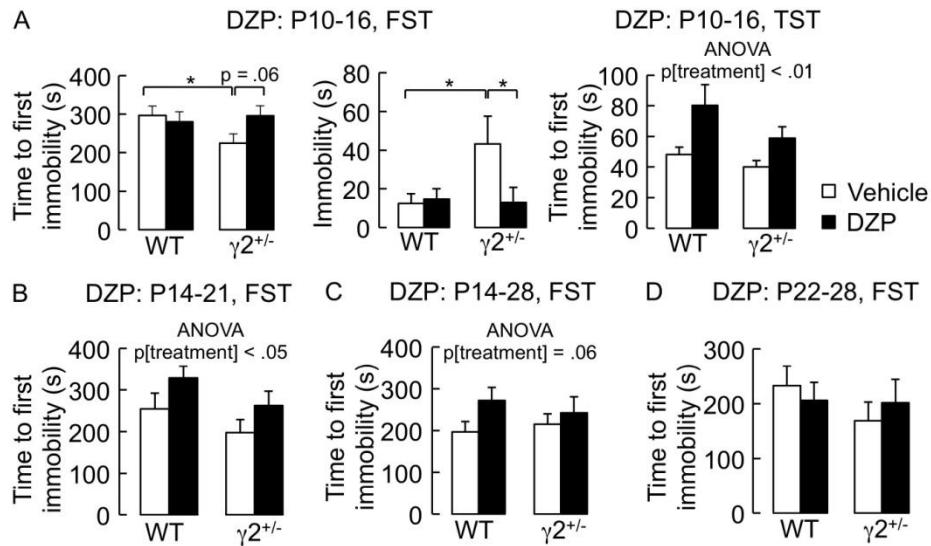 A
DZP: P10-16, FST
DZP: P10-16, TST
Time to first
immobility (s)
400
300
200
100
0
*
p = .06
WT
γ2+/-
Immobility (s)
80
60
40
20
0
*
*
WT
γ2+/-
Time to first
immobility (s)
ANOVA
p[treatment] < .01
100
80
60
40
20
0
WT
γ2+/-
Vehicle
DZP
B
DZP: P14-21, FST
Time to first
immobility (s)
ANOVA
p[treatment] < .05
400
300
200
100
0
WT
γ2+/-
C
DZP: P14-28, FST
Time to first
immobility (s)
ANOVA
p[treatment] = .06
400
300
200
100
0
WT
γ2+/-
D
DZP: P22-28, FST
Time to first
immobility (s)
300
200
100
0
WT
γ2+/-